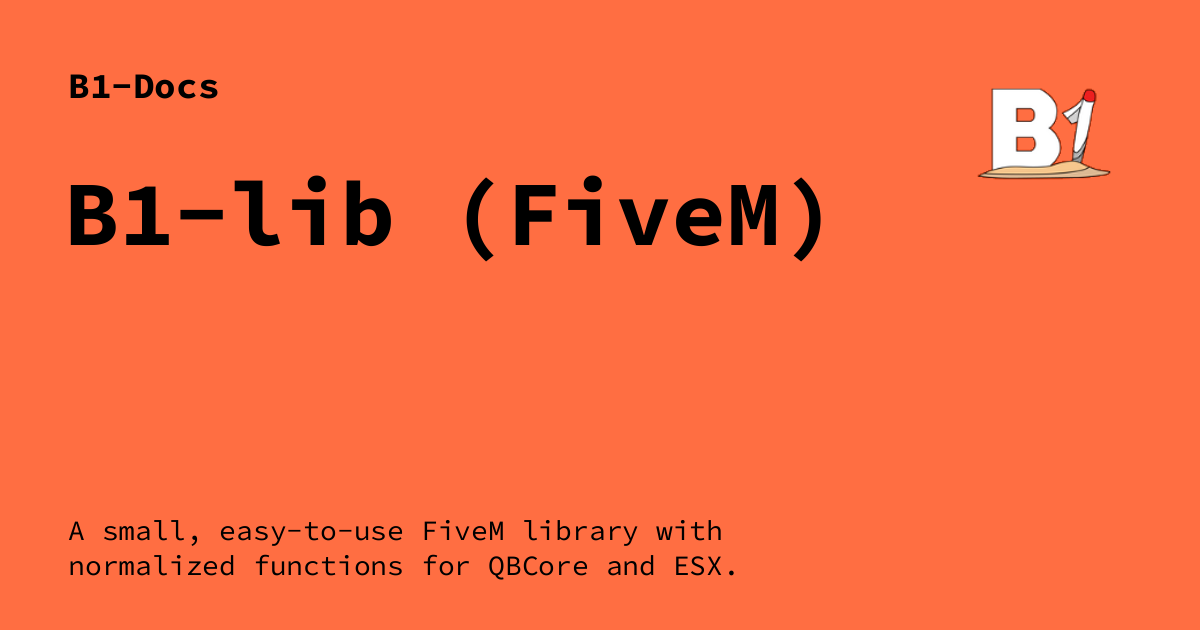 B1-Docs
B1
B1-lib (FiveM)
A small, easy-to-use FiveM library with
normalized functions for QBCore and ESX.